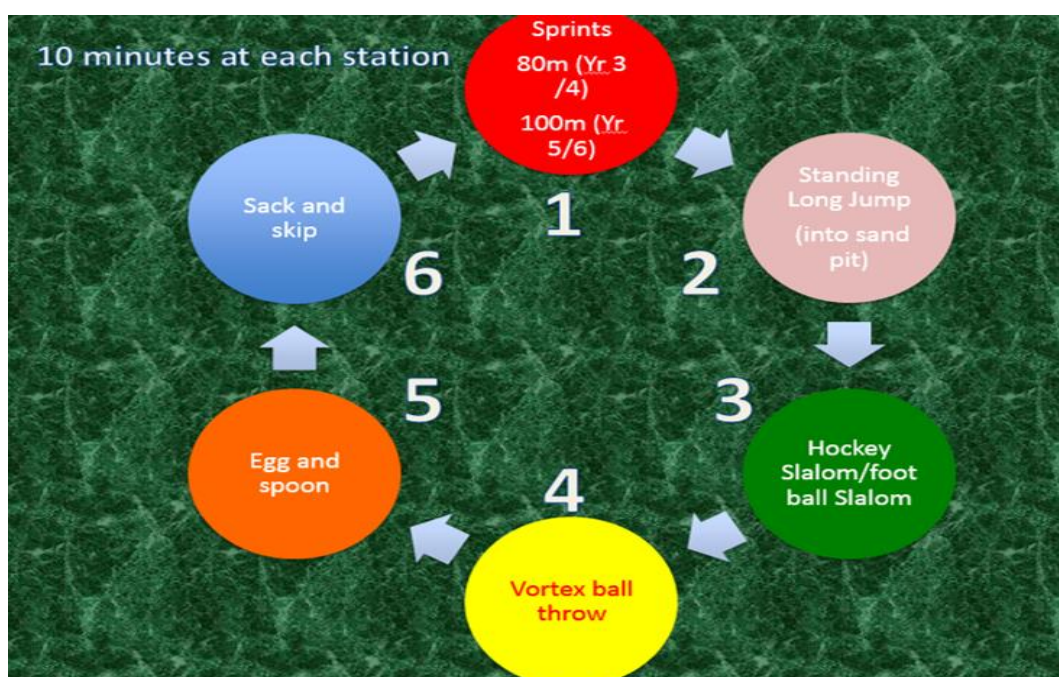 10 minutes at each station
Sprints
80m (Yr 3
/4)
100m (Yr
5/6)
1
Standing
Long Jump
(into sand
pit)
2
Hockey
Slalom/foot
ball Slalom
3
Vortex ball
throw
4
Egg and
spoon
5
Sack and
skip
6